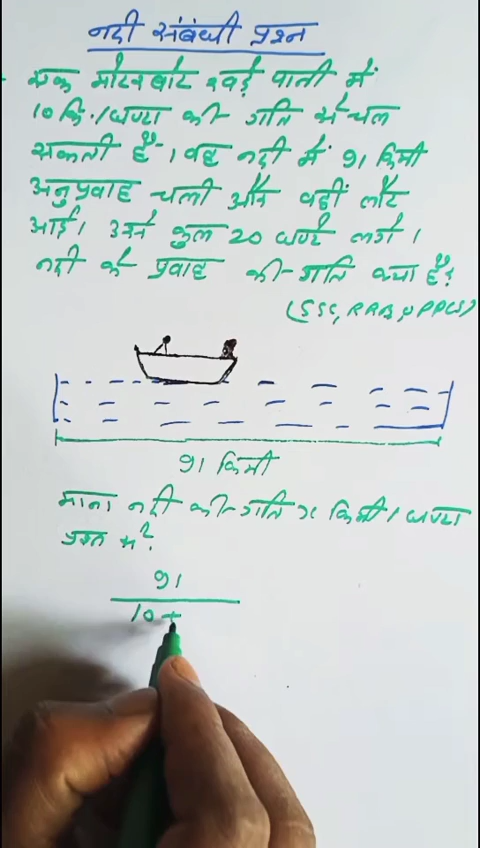 नदी संबंधी प्रश्न
एक मोटरबोट खड़े पानी में
10 कि./घण्टा की गति से चल
सकती है। वह नदी में 91 किमी
अनुप्रवाह चली और वहीं लौट
आई। उसे कुल 20 घण्टे लगे।
नदी के प्रवाह की गति क्या है?
(SSC, RRB, UPPCS)
91 किमी
माना नदी की गति x किमी/घण्टा
प्रश्न से:
91
10 +